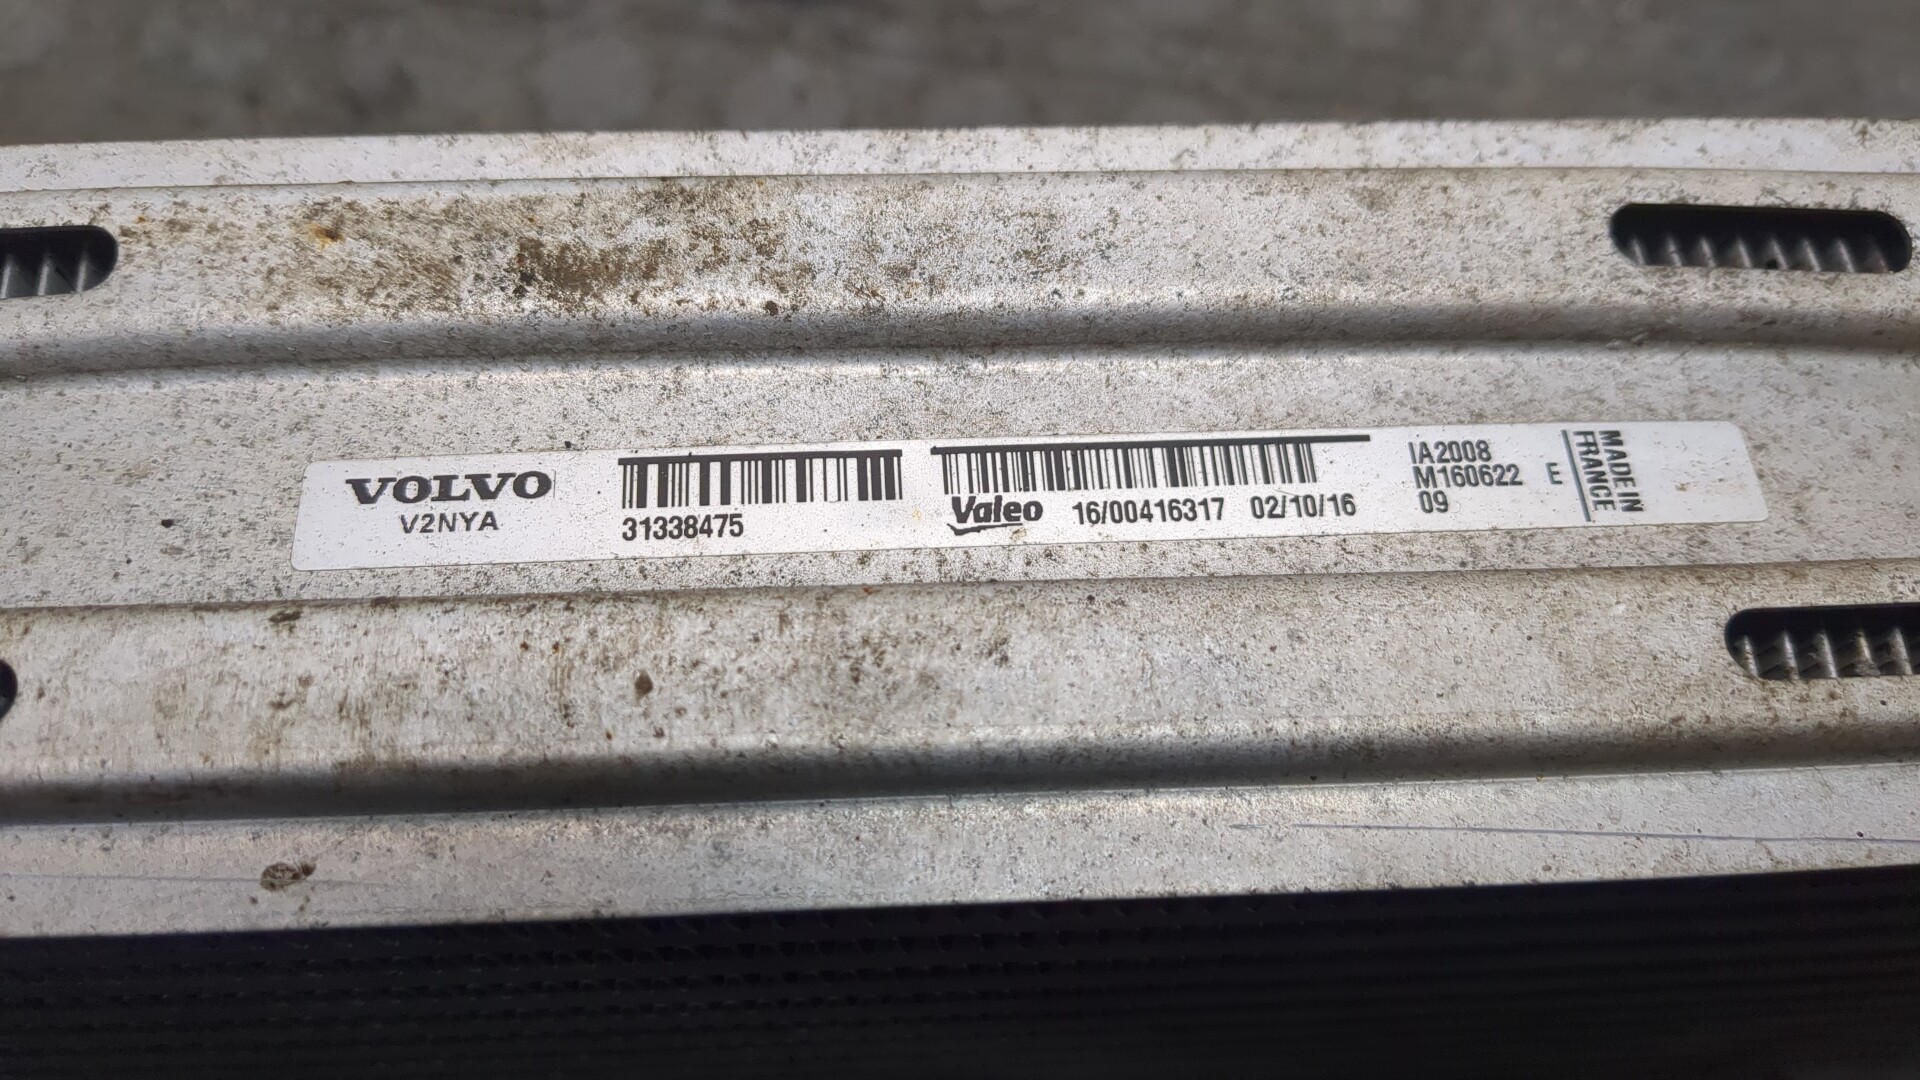 VOLVO
V2NYA
31338475
Valeo 16/00416317 02/10/16
IA2008
M160622 E
09
MADE IN
FRANCE